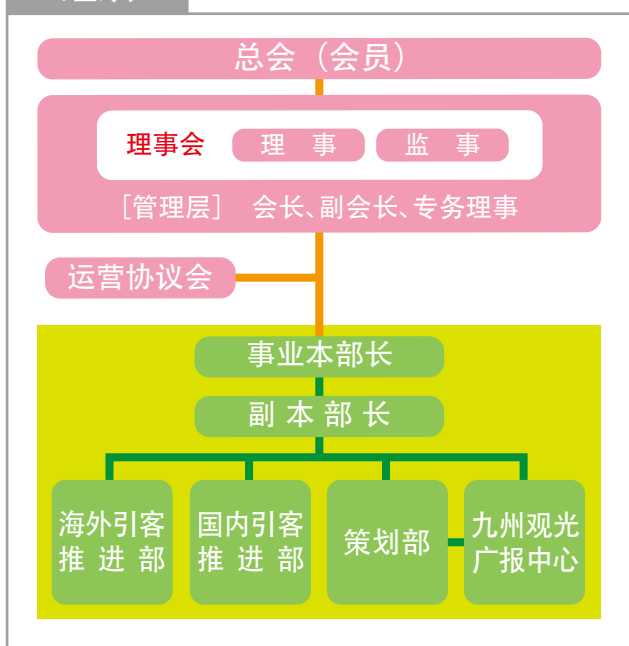 总会（会员）
理事会 理 事 监 事
［管理层］ 会长、副会长、专务理事
运营协议会
事业本部长
副本部长
海外引客
推进部
国内引客
推进部
策划部
九州观光
广报中心